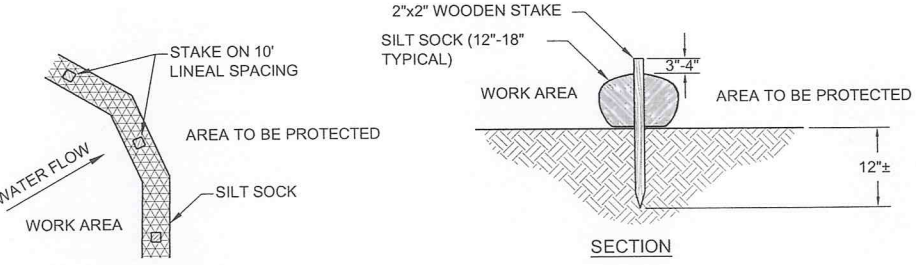 STAKE ON 10'
LINEAL SPACING
AREA TO BE PROTECTED
WATER FLOW
SILT SOCK
WORK AREA
2"x2" WOODEN STAKE
SILT SOCK (12"-18"
TYPICAL)
3"-4"
WORK AREA
AREA TO BE PROTECTED
12"±
SECTION